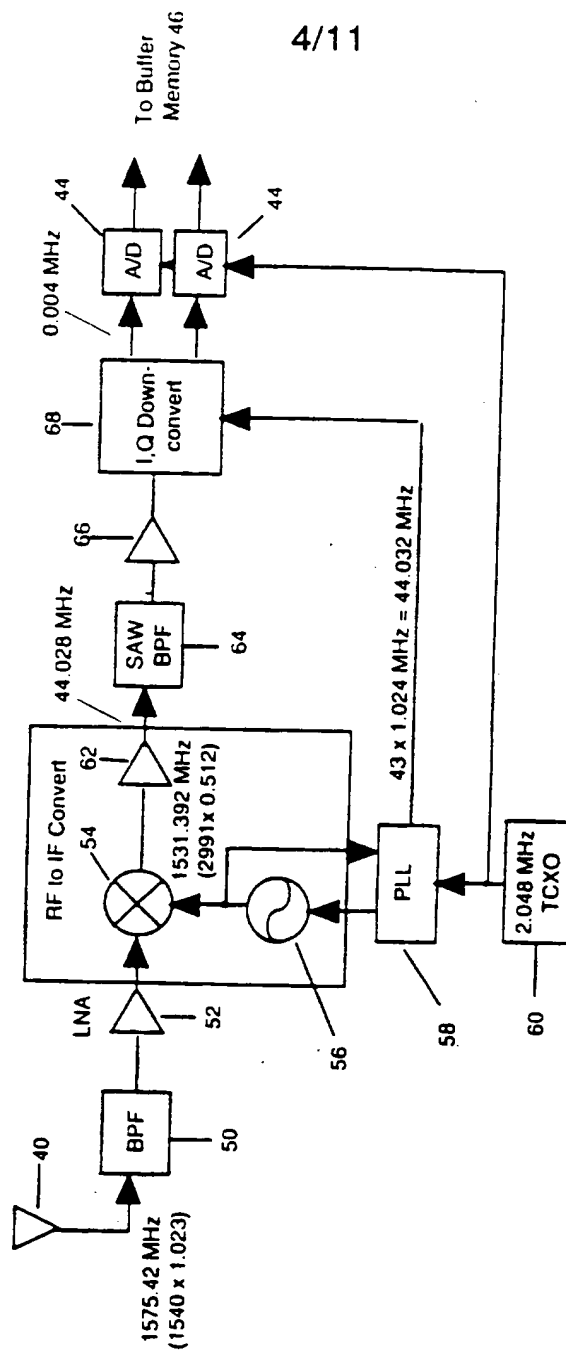 4/11
40
1575.42 MHz
(1540 x 1.023)
BPF
50
LNA
52
RF to IF Convert
54
62
1531.392 MHz
(2991x 0.512)
56
PLL
58
2.048 MHz
TCXO
60
44.028 MHz
SAW
BPF
64
66
68
I,Q Down-
convert
43 x 1.024 MHz = 44.032 MHz
0.004 MHz
44
A/D
A/D
44
To Buffer
Memory 46